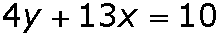 4y + 13x = 10